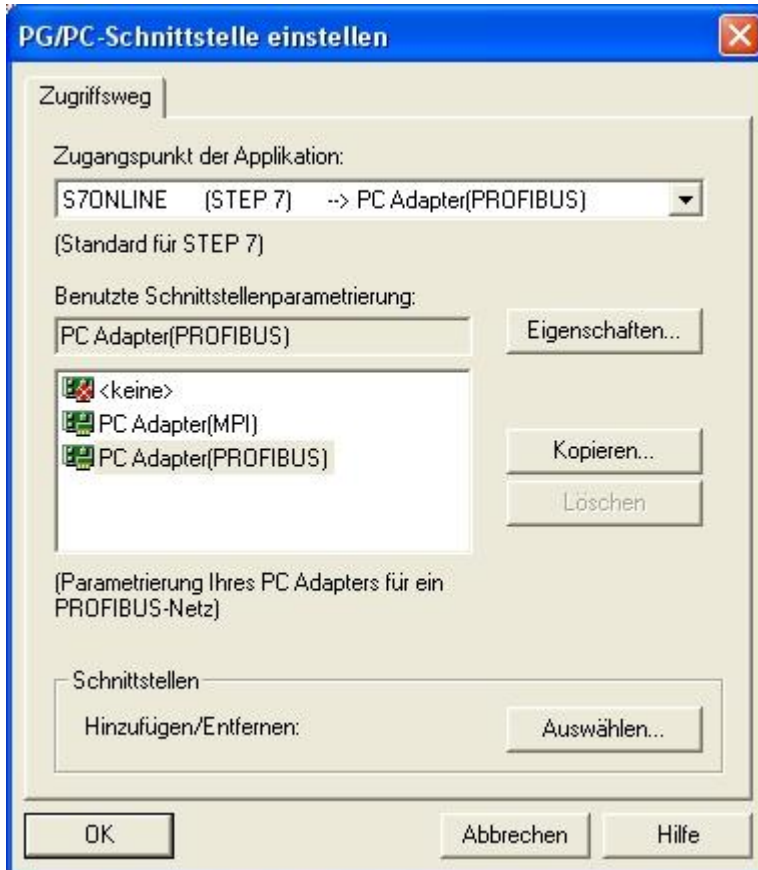 PG/PC-Schnittstelle einstellen
Zugriffsweg
Zugangspunkt der Applikation:
S7ONLINE (STEP 7) --> PC Adapter(PROFIBUS)
(Standard für STEP 7)
Benutzte Schnittstellenparametrierung:
PC Adapter(PROFIBUS)
Eigenschaften...
<keine>
PC Adapter(MPI)
PC Adapter(PROFIBUS)
Kopieren...
Löschen
(Parametrierung Ihres PC Adapters für ein
PROFIBUS-Netz)
Schnittstellen
Hinzufügen/Entfernen:
Auswählen...
OK
Abbrechen
Hilfe